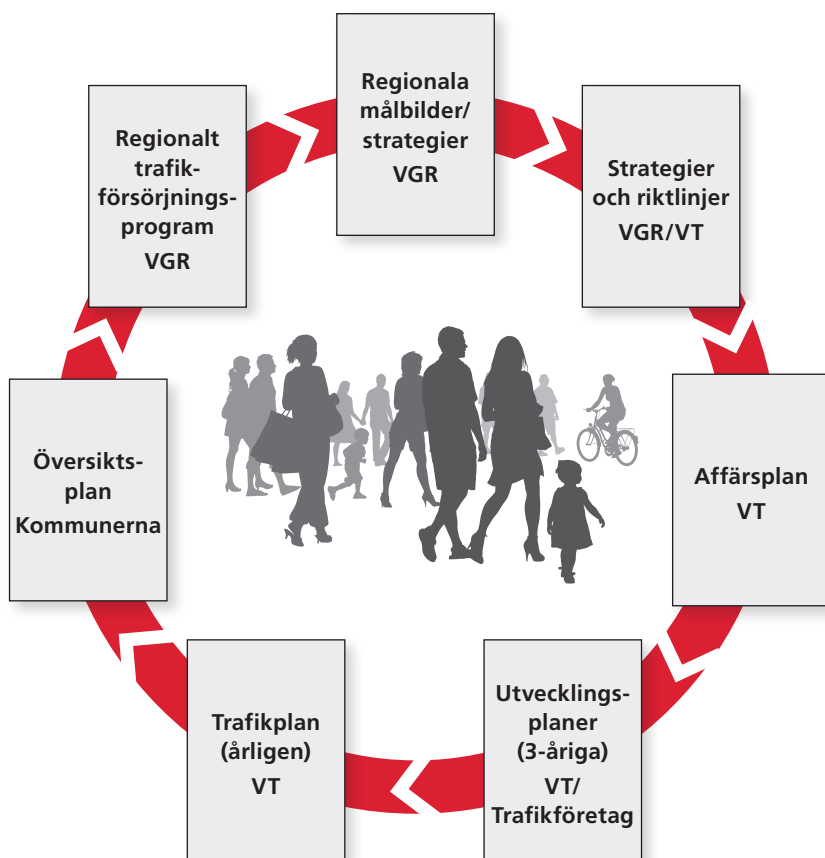 Regionala
målbilder/
strategier
VGR
Strategier
och riktlinjer
VGR/VT
Affärsplan
VT
Utvecklings-
planer
(3-åriga)
VT/
Trafikföretag
Trafikplan
(årligen)
VT
Översikts-
plan
Kommunerna
Regionalt
trafik-
försörjnings-
program
VGR